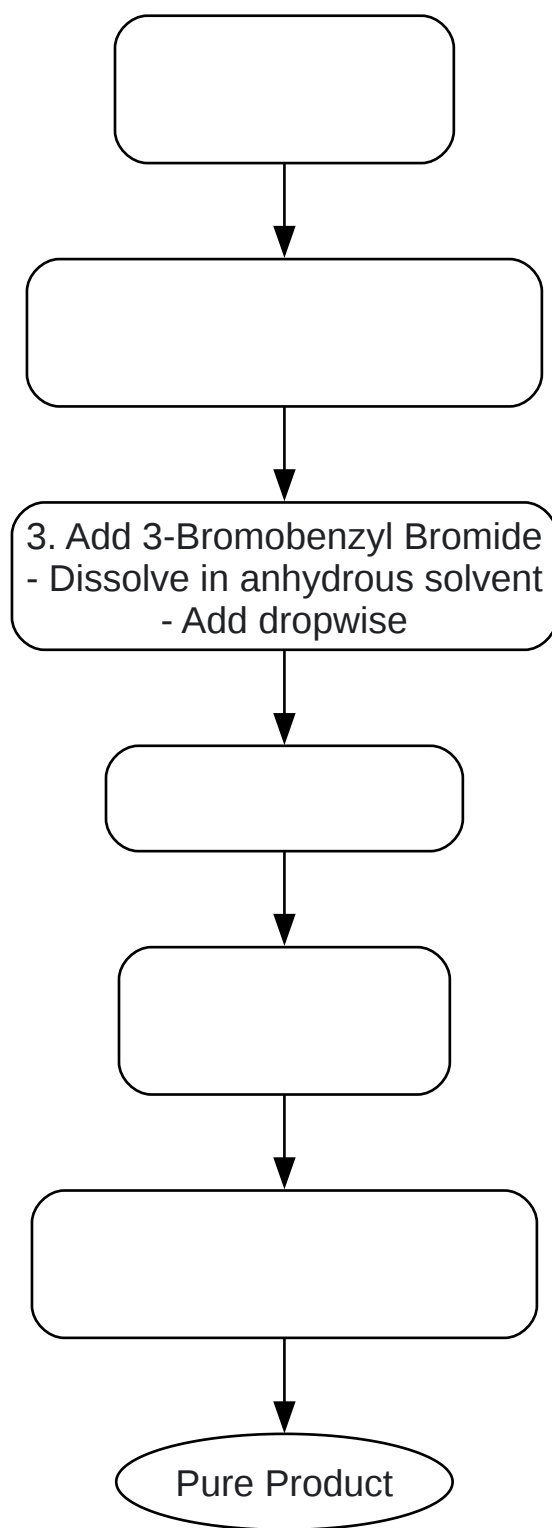 3. Add 3-Bromobenzyl Bromide
- Dissolve in anhydrous solvent
- Add dropwise
Pure Product